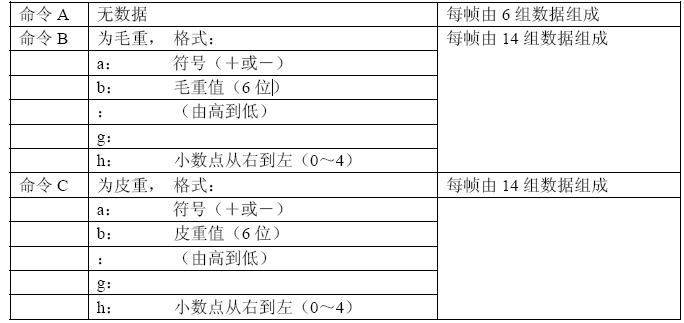 命令 A 无数据 每帧由 6 组数据组成
命令 B 为毛重， 格式： 每帧由 14 组数据组成
a： 符号（＋或－）
b： 毛重值（6 位）
： （由高到低）
g：
h： 小数点从右到左（0～4）
命令 C 为皮重， 格式： 每帧由 14 组数据组成
a： 符号（＋或－）
b： 皮重值（6 位）
： （由高到低）
g：
h： 小数点从右到左（0～4）